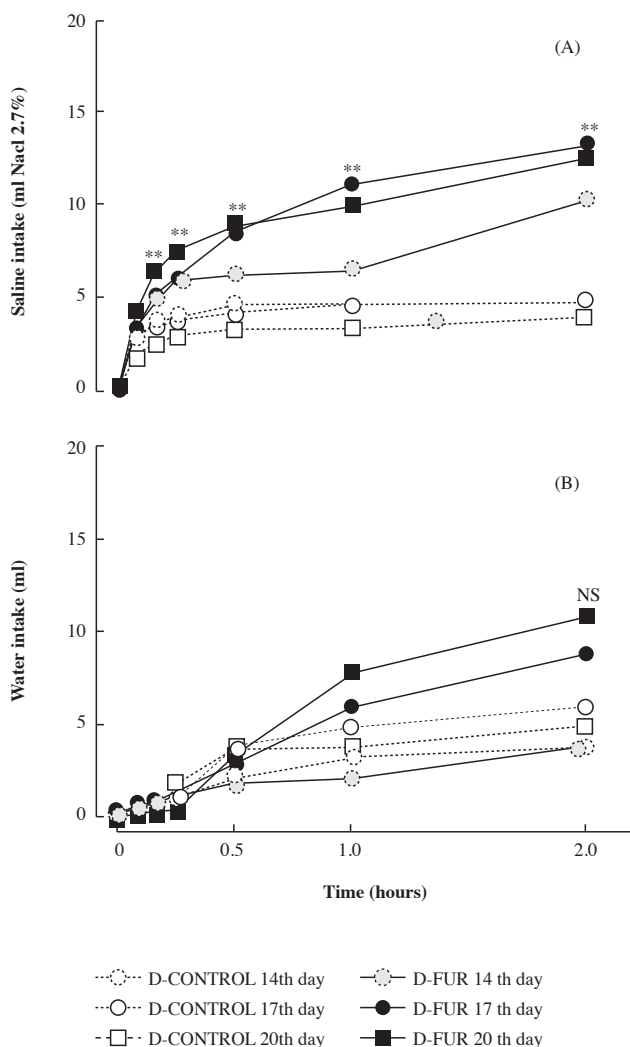 20
(A)
15
**
**
10
**
**
**
5
0
Saline intake (ml Nacl 2.7%)
20
(B)
15
NS
10
5
0
Water intake (ml)
0 0.5 1.0 2.0
Time (hours)
D-CONTROL 14th day D-FUR 14 th day
D-CONTROL 17th day D-FUR 17 th day
D-CONTROL 20th day D-FUR 20 th day